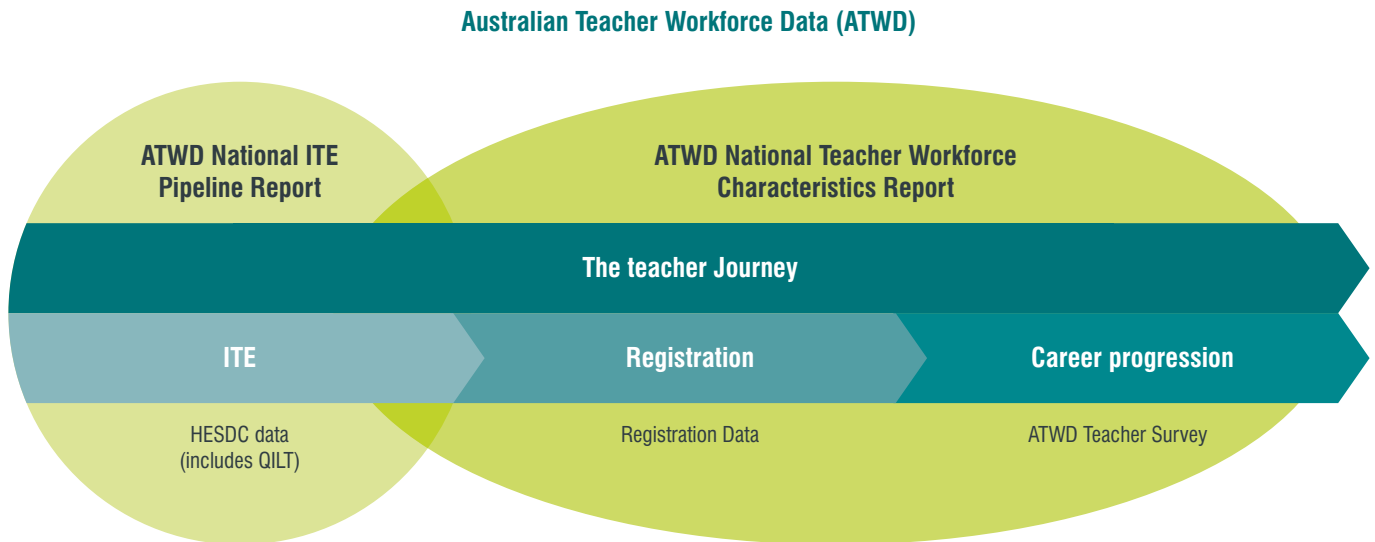 Australian Teacher Workforce Data (ATWD)
ATWD National ITE
Pipeline Report
ATWD National Teacher Workforce
Characteristics Report
The teacher Journey
ITE
Registration
Career progression
HESDC data
(includes QILT)
Registration Data
ATWD Teacher Survey